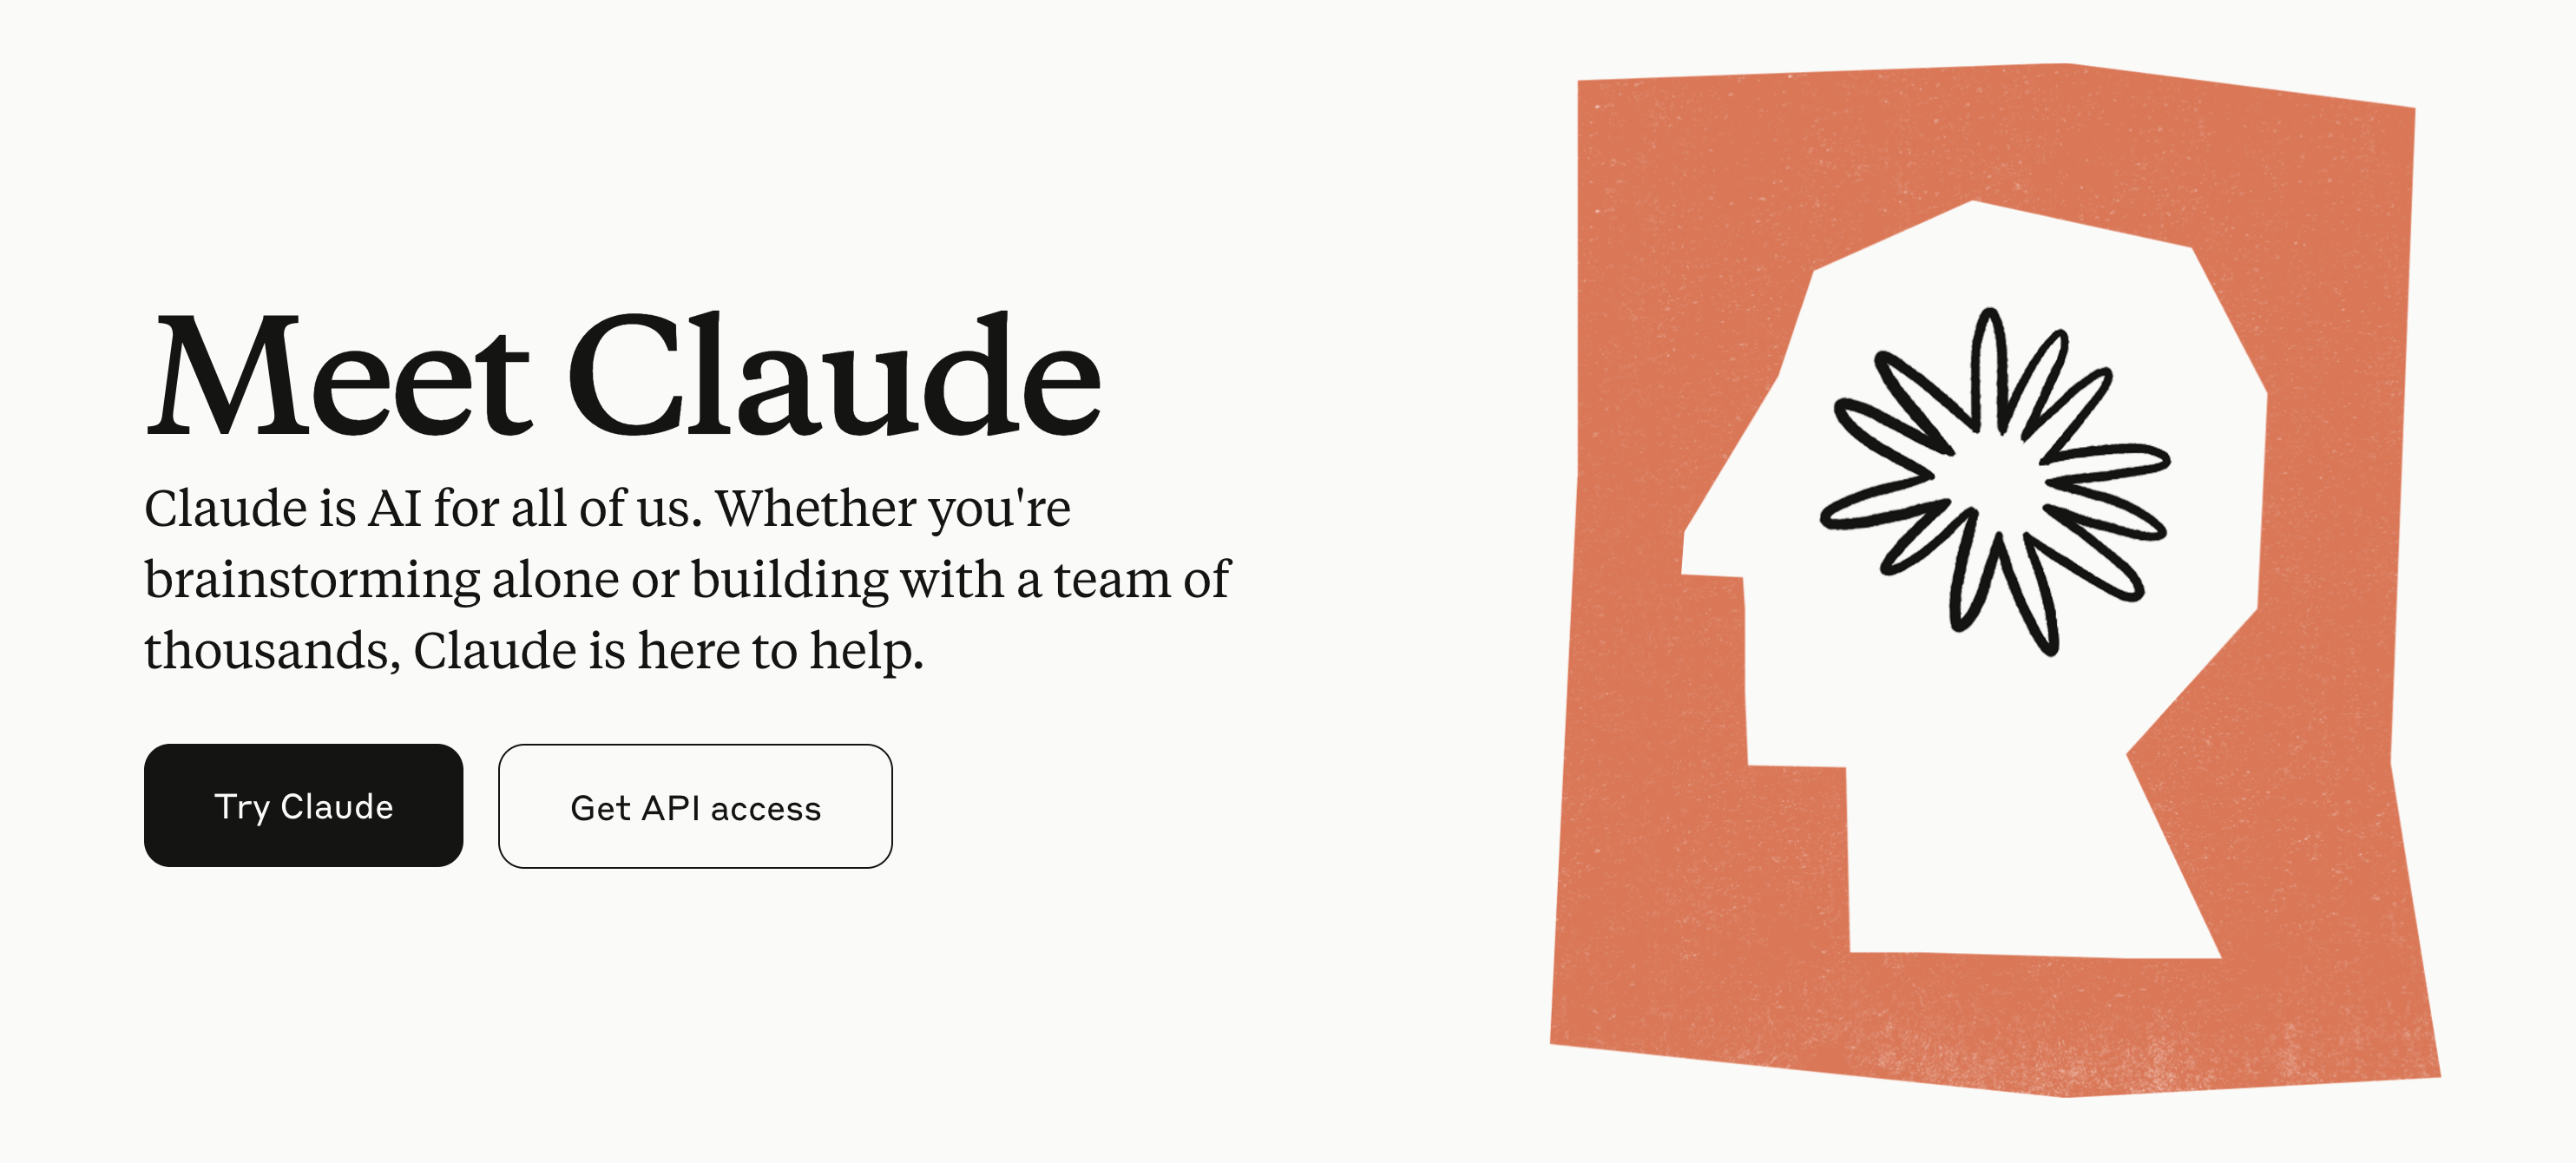 Meet Claude
Claude is AI for all of us. Whether you're
brainstorming alone or building with a team of
thousands, Claude is here to help.
Try Claude
Get API access